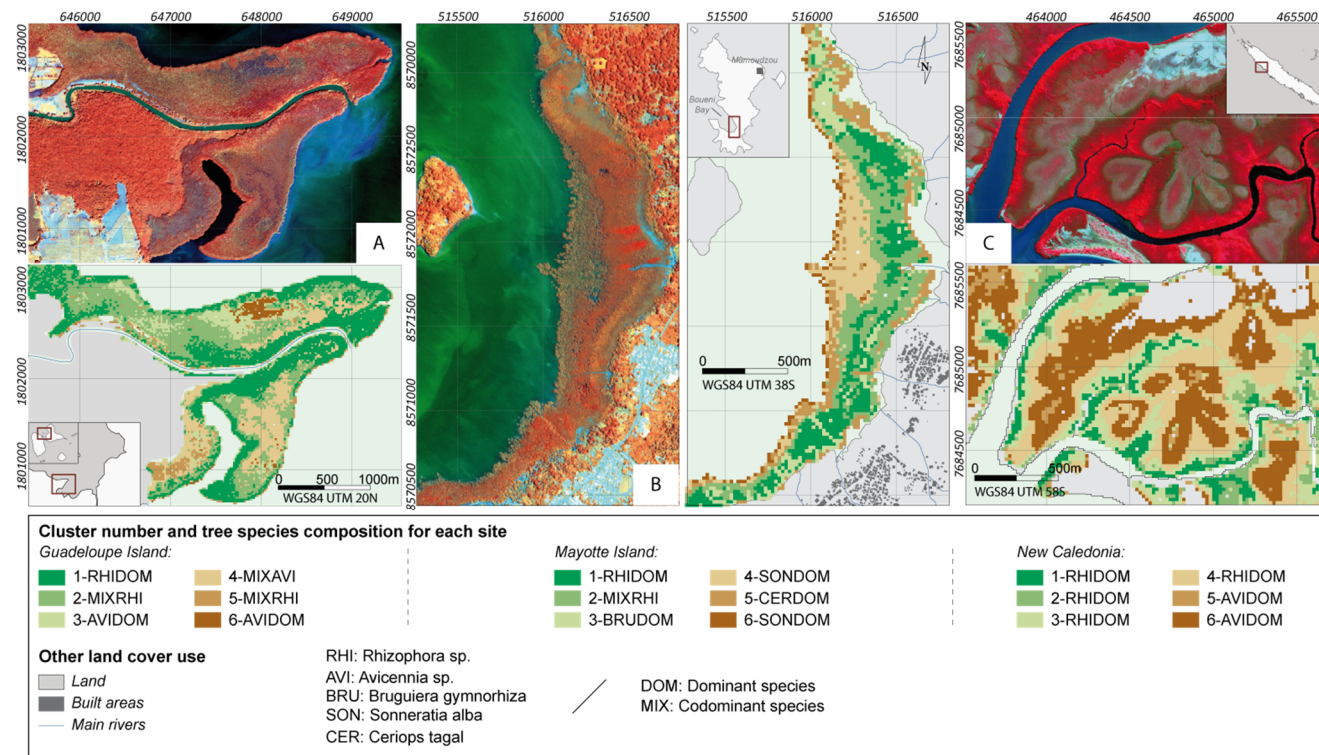 646000 647000 648000 649000
515500 516000 516500
515500 516000 516500
464000 464500 465000 465500
1803000
1802000
1801000
A
1803000
1802000
1801000
0 500 1000m
WGS84 UTM 20N
8570000
8572500
8572000
8571500
8571000
8570500
B
Mamoudzou
Boueni
Bay
N
0 500m
WGS84 UTM 38S
7685500
7685000
7684500
C
7685500
7685000
7684500
0 500m
WGS84 UTM 58S
Cluster number and tree species composition for each site
Guadeloupe Island:
1-RHIDOM 4-MIXAVI
2-MIXRHI 5-MIXRHI
3-AVIDOM 6-AVIDOM
Mayotte Island:
1-RHIDOM 4-SONDOM
2-MIXRHI 5-CERDOM
3-BRUDOM 6-SONDOM
New Caledonia:
1-RHIDOM 4-RHIDOM
2-RHIDOM 5-AVIDOM
3-RHIDOM 6-AVIDOM
Other land cover use
Land
Built areas
Main rivers
RHI: Rhizophora sp.
AVI: Avicennia sp.
BRU: Bruguiera gymnorhiza
SON: Sonneratia alba
CER: Ceriops tagal
DOM: Dominant species
MIX: Codominant species